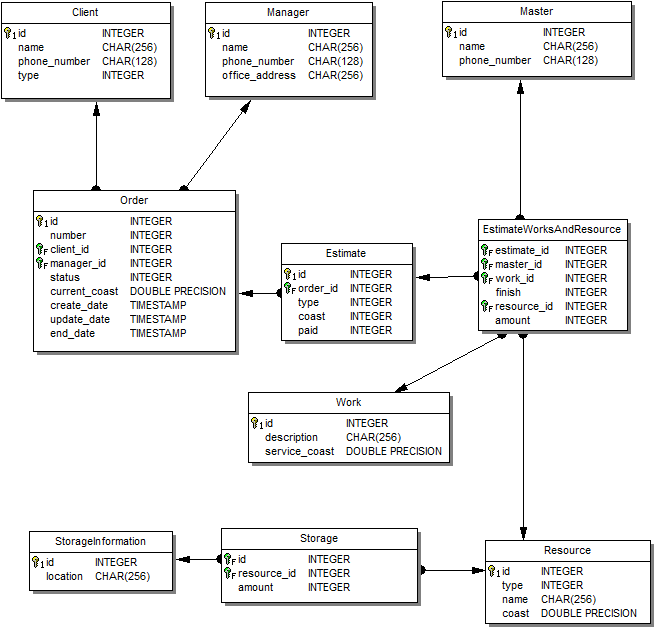 Client
id INTEGER
name CHAR(256)
phone_number CHAR(128)
type INTEGER
Manager
id INTEGER
name CHAR(256)
phone_number CHAR(128)
office_address CHAR(256)
Master
id INTEGER
name CHAR(256)
phone_number CHAR(128)
Order
id INTEGER
number INTEGER
client_id INTEGER
manager_id INTEGER
status INTEGER
current_coast DOUBLE PRECISION
create_date TIMESTAMP
update_date TIMESTAMP
end_date TIMESTAMP
Estimate
id INTEGER
order_id INTEGER
type INTEGER
coast INTEGER
paid INTEGER
EstimateWorksAndResource
estimate_id INTEGER
master_id INTEGER
work_id INTEGER
finish INTEGER
resource_id INTEGER
amount INTEGER
Work
id INTEGER
description CHAR(256)
service_coast DOUBLE PRECISION
StorageInformation
id INTEGER
location CHAR(256)
Storage
id INTEGER
resource_id INTEGER
amount INTEGER
Resource
id INTEGER
type INTEGER
name CHAR(256)
coast DOUBLE PRECISION